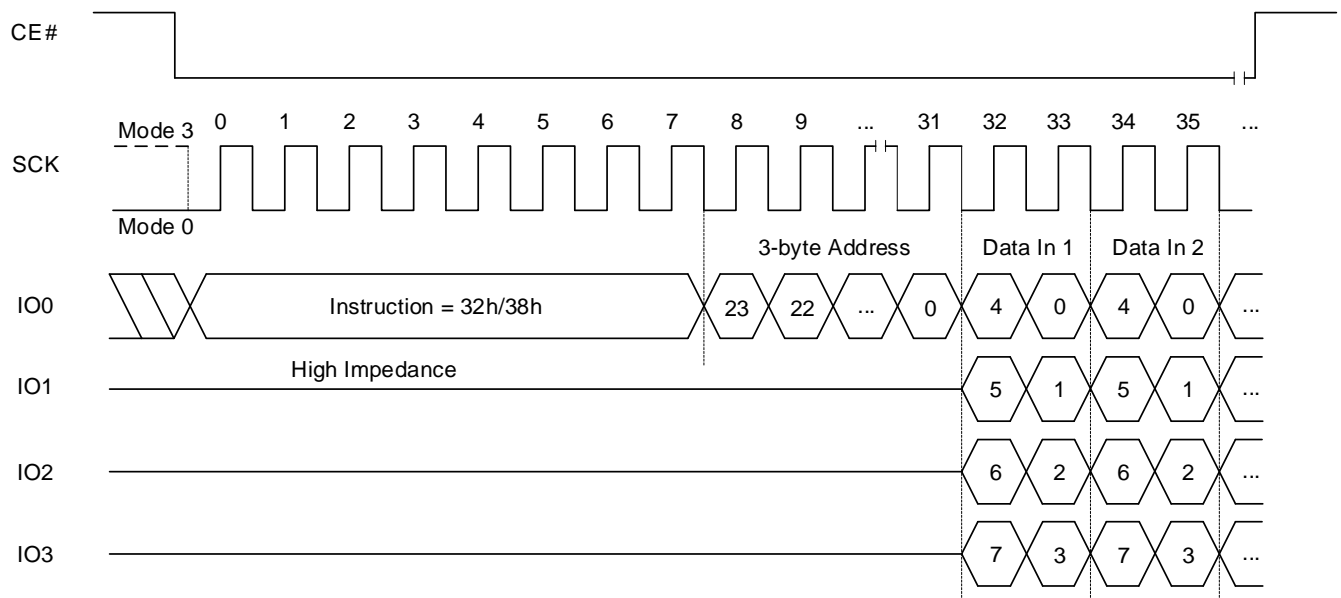 CE#
Mode 3 0 1 2 3 4 5 6 7 8 9 ... 31 32 33 34 35 ...
SCK
Mode 0
3-byte Address Data In 1 Data In 2
IO0 Instruction = 32h/38h 23 22 ... 0 4 0 4 0 ...
High Impedance
IO1 5 1 5 1 ...
IO2 6 2 6 2 ...
IO3 7 3 7 3 ...